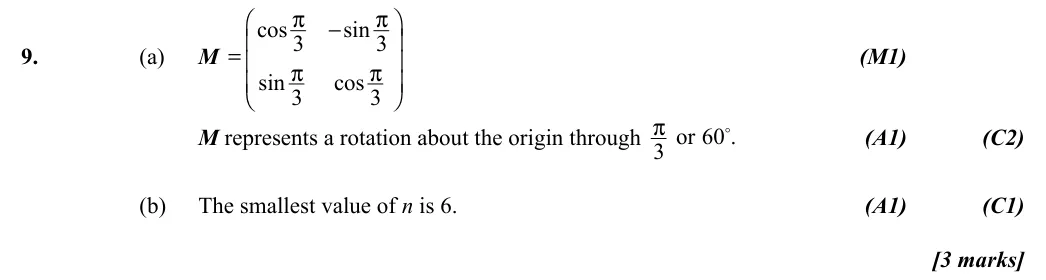 9. (a) M = ( cos π/3 −sin π/3 (M1)
sin π/3 cos π/3 )
M represents a rotation about the origin through π/3 or 60°. (A1) (C2)
(b) The smallest value of n is 6. (A1) (C1)
[3 marks]